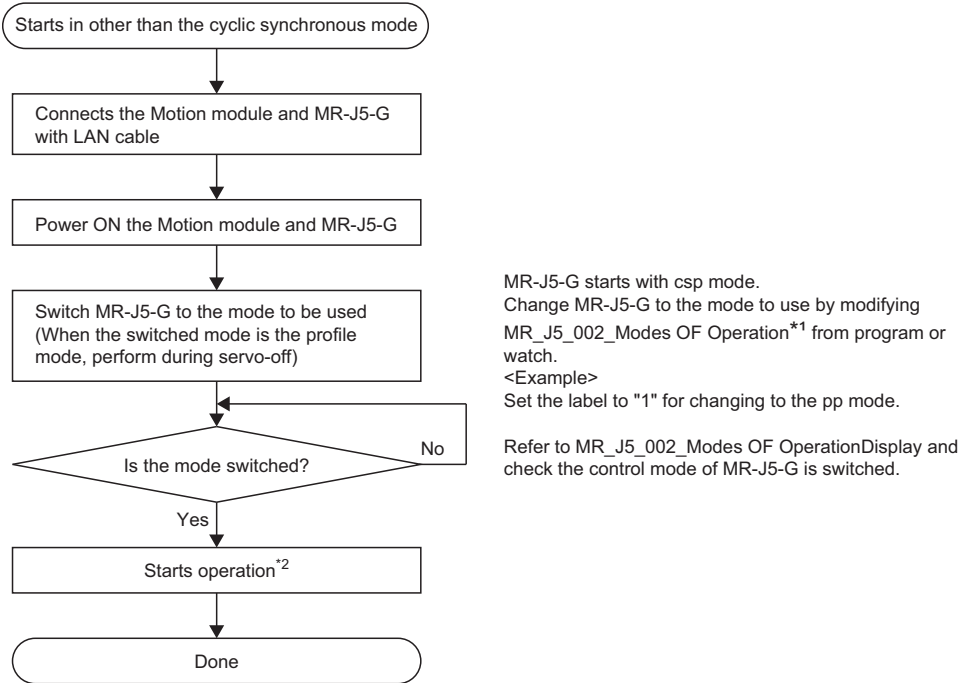 Starts in other than the cyclic synchronous mode
Connects the Motion module and MR-J5-G
with LAN cable
Power ON the Motion module and MR-J5-G
Switch MR-J5-G to the mode to be used
(When the switched mode is the profile
mode, perform during servo-off)
MR-J5-G starts with csp mode.
Change MR-J5-G to the mode to use by modifying
MR_J5_002_Modes OF Operation*1 from program or
watch.
<Example>
Set the label to "1" for changing to the pp mode.
Is the mode switched?
No
Refer to MR_J5_002_Modes OF OperationDisplay and
check the control mode of MR-J5-G is switched.
Yes
Starts operation*2
Done